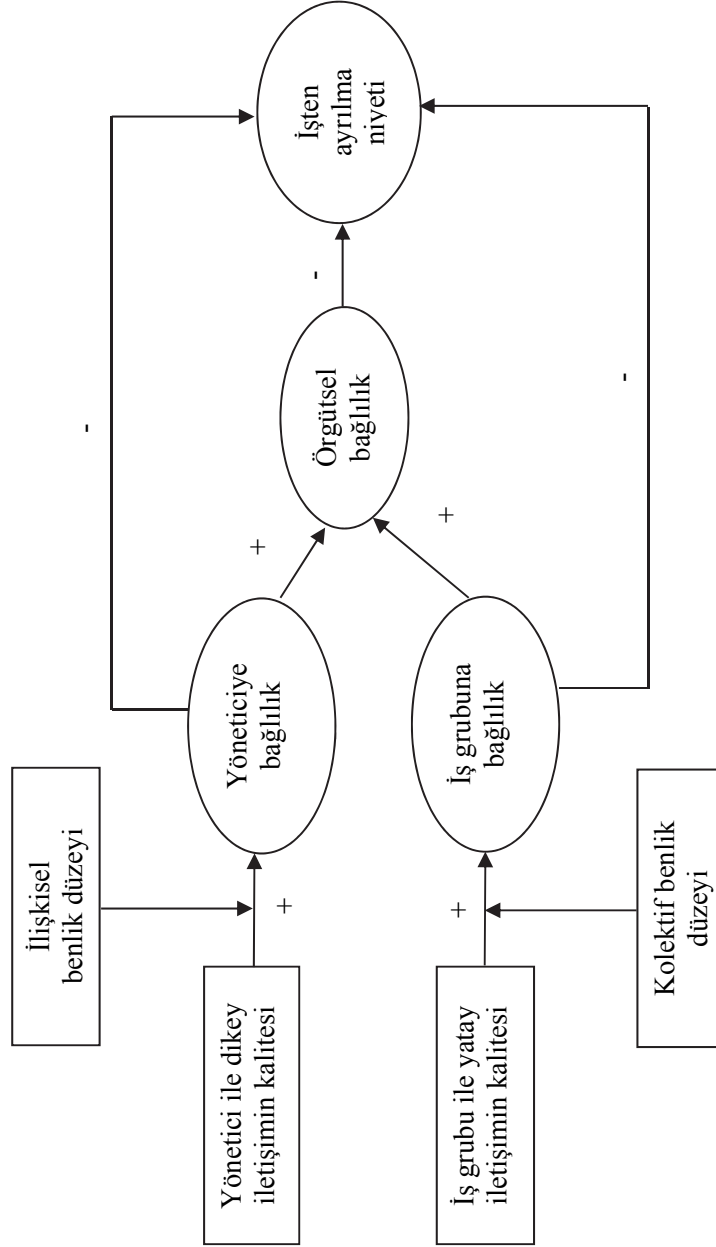 İlişkisel
benlik düzeyi
Yönetici ile dikey
iletişimin kalitesi
+
Yöneticiye
bağlılık
-
+
İş grubu ile yatay
iletişimin kalitesi
+
İş grubuna
bağlılık
+
Örgütsel
bağlılık
-
İşten
ayrılma
niyeti
-
Kolektif benlik
düzeyi